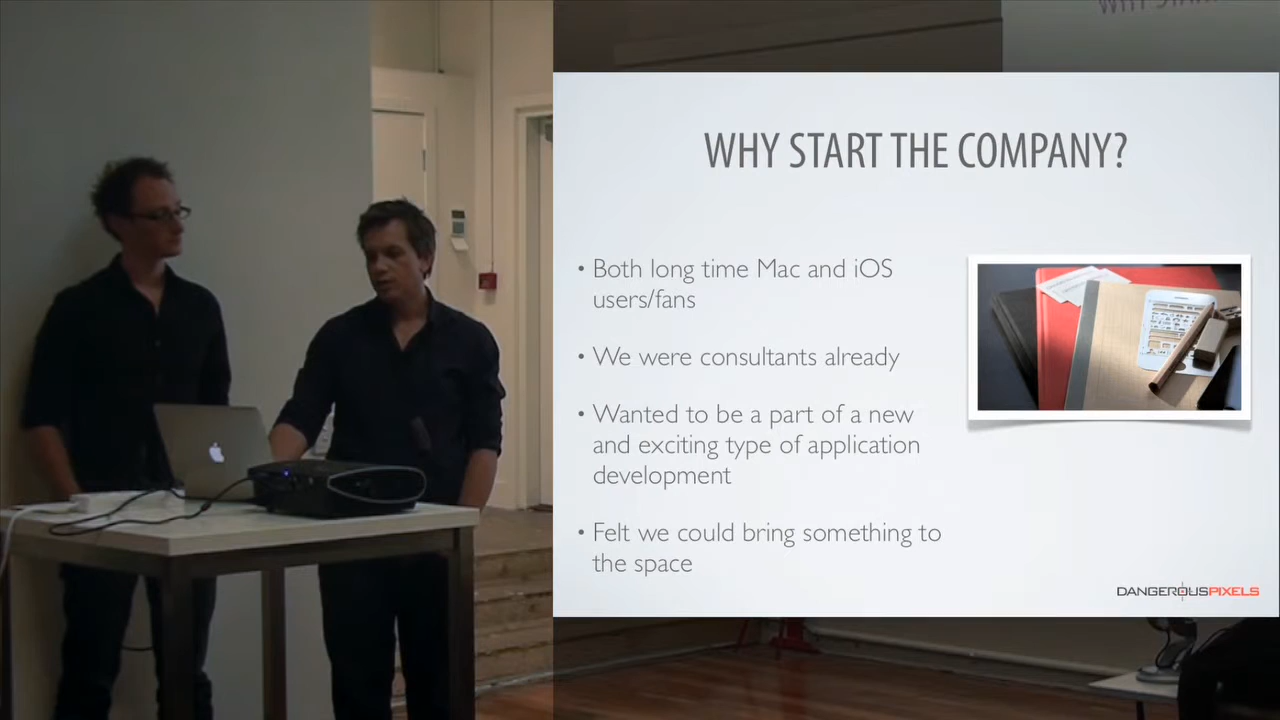 WHY START THE COMPANY?
• Both long time Mac and iOS
users/fans
• We were consultants already
• Wanted to be a part of a new
and exciting type of application
development
• Felt we could bring something to
the space
DANGEROUSPIXELS